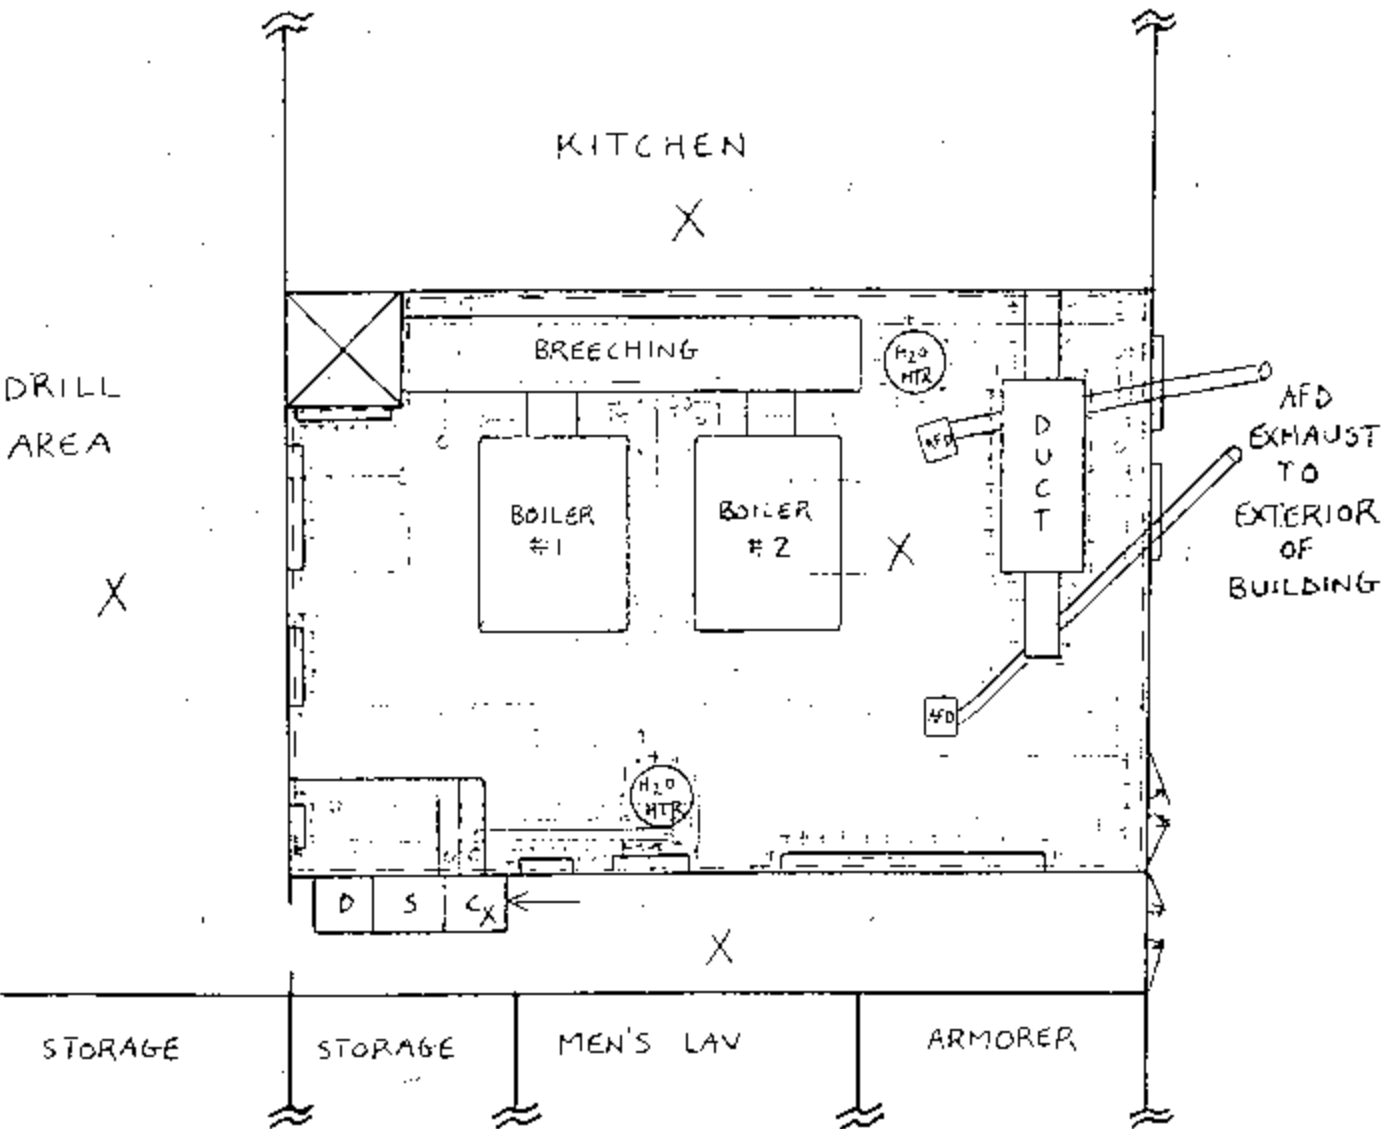 KITCHEN
X
BREECHING
H2O
HTR
DRILL
AREA
AFD
EXHAUST
TO
EXTERIOR
OF
BUILDING
AFD
D
U
C
T
BOILER
#1
BOILER
#2
X
X
AFD
H2O
HTR
D
S
C
X
X
STORAGE
STORAGE
MEN'S LAV
ARMORER